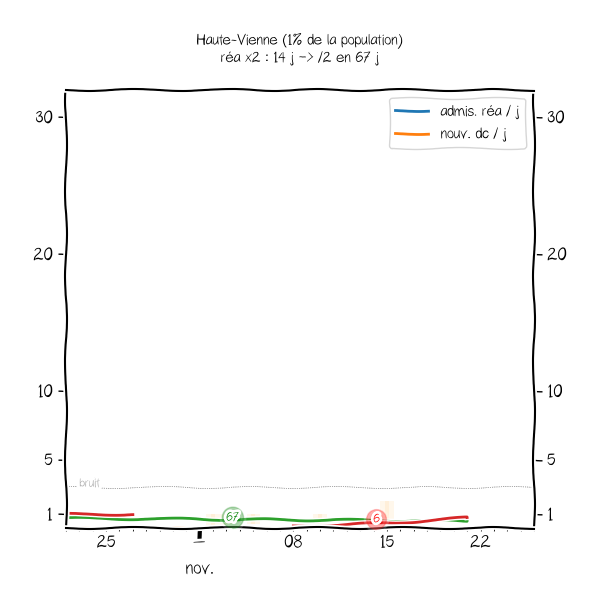 Haute-Vienne (1% de la population)
réa x2 : 14 j -> /2 en 67 j
admis. réa / j
nouv. dc / j
30
30
20
20
10
10
5
5
bruit
1
1
67
6
25
08
15
22
nov.